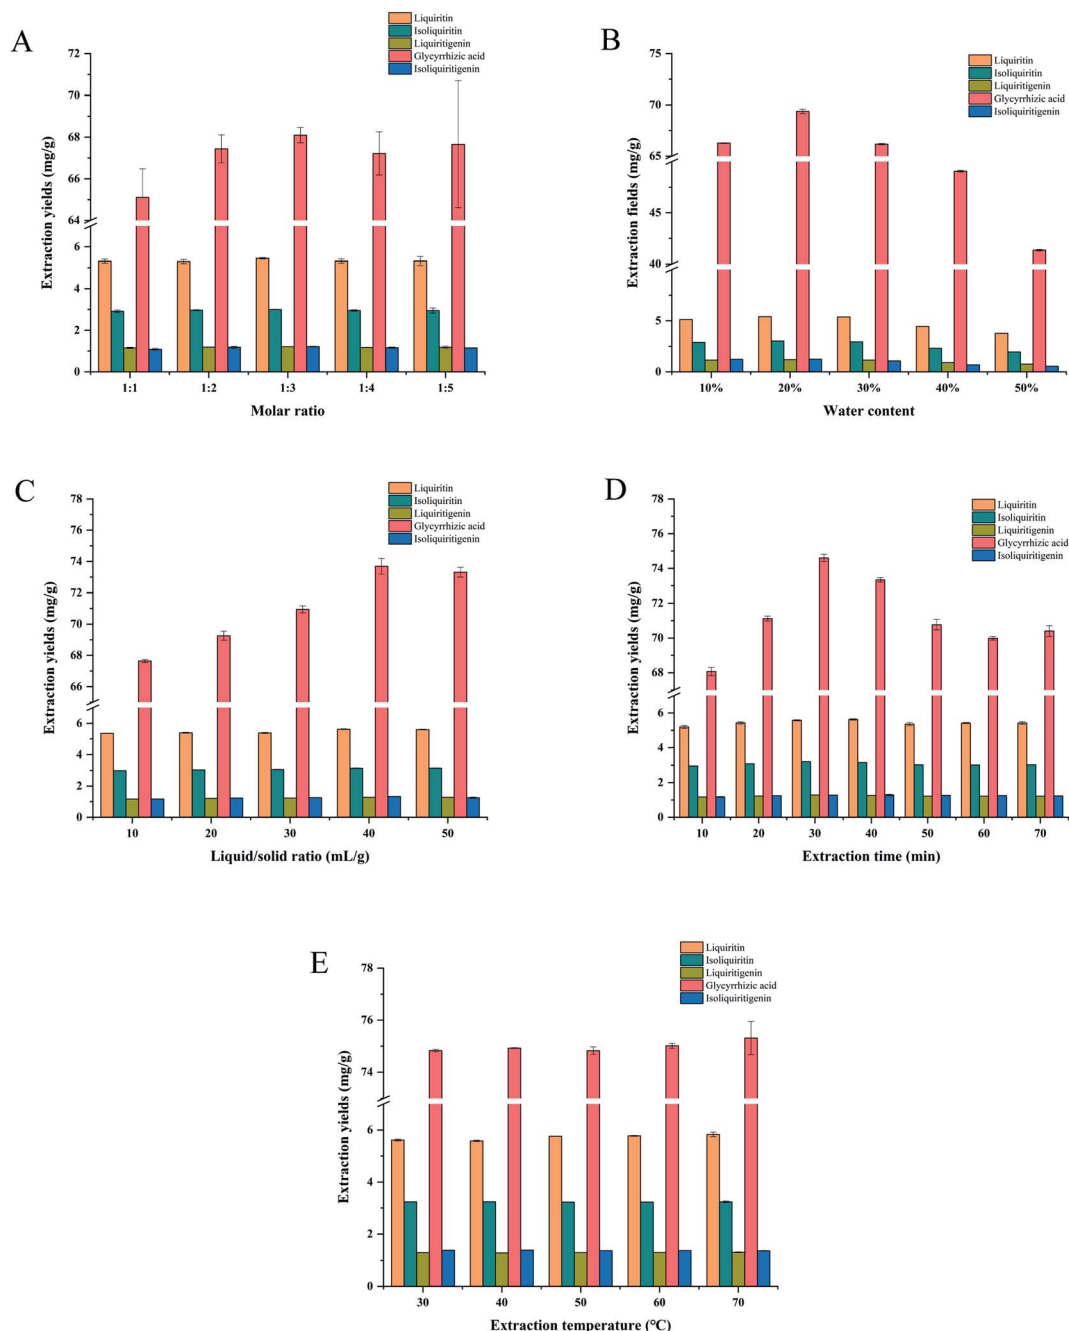 A
Liquiritin
Isoliquiritin
Liquiritigenin
Glycyrrhizic acid
Isoliquiritigenin
Extraction yields (mg/g)
72
70
68
66
64
6
4
2
0
1:1 1:2 1:3 1:4 1:5
Molar ratio
B
Liquiritin
Isoliquiritin
Liquiritigenin
Glycyrrhizic acid
Isoliquiritigenin
Extraction fields (mg/g)
75
70
65
45
40
5
0
10% 20% 30% 40% 50%
Water content
C
Liquiritin
Isoliquiritin
Liquiritigenin
Glycyrrhizic acid
Isoliquiritigenin
Extraction yields (mg/g)
78
76
74
72
70
68
66
6
4
2
0
10 20 30 40 50
Liquid/solid ratio (mL/g)
D
Liquiritin
Isoliquiritin
Liquiritigenin
Glycyrrhizic acid
Isoliquiritigenin
Extraction yields (mg/g)
78
76
74
72
70
68
6
4
2
0
10 20 30 40 50 60 70
Extraction time (min)
E
Liquiritin
Isoliquiritin
Liquiritigenin
Glycyrrhizic acid
Isoliquiritigenin
Extraction yields (mg/g)
78
76
74
6
4
2
0
30 40 50 60 70
Extraction temperature (°C)